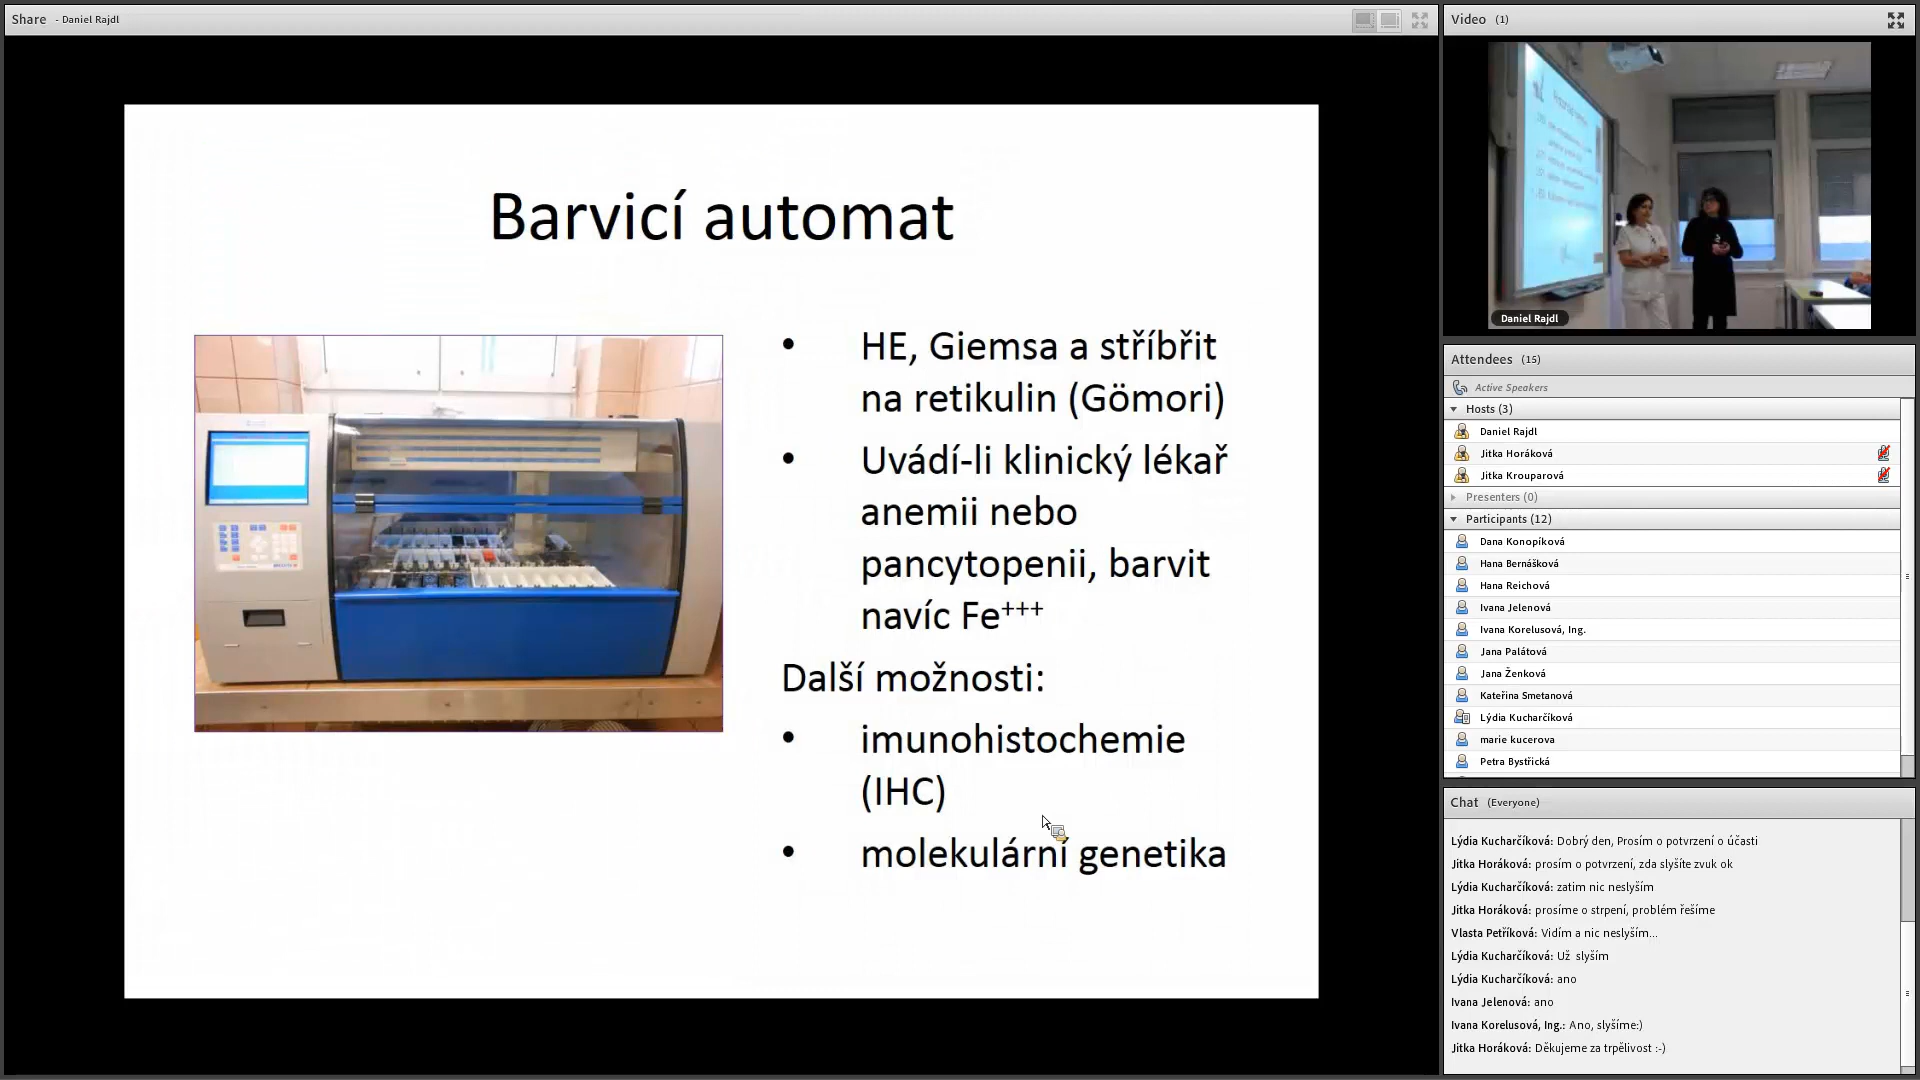 Share - Daniel Rajdl
Barvicí automat
• HE, Giemsa a stříbřit
na retikulin (Gömori)
• Uvádí-li klinický lékař
anemii nebo
pancytopenii, barvit
navíc Fe+++
Další možnosti:
• imunohistochemie
(IHC)
• molekulární genetika
Video (1)
Daniel Rajdl
Attendees (15)
Active Speakers
Hosts (3)
Daniel Rajdl
Jitka Horáková
Jitka Krouparová
Presenters (0)
Participants (12)
Dana Konopíková
Hana Bernášková
Hana Reichová
Ivana Jelenová
Ivana Korelusová, Ing.
Jana Palátová
Jana Ženková
Kateřina Smetanová
Lýdia Kucharčíková
marie kucerova
Petra Bystřická
Chat (Everyone)
Lýdia Kucharčíková: Dobrý den, Prosím o potvrzení o účasti
Jitka Horáková: prosím o potvrzení, zda slyšíte zvuk ok
Lýdia Kucharčíková: zatim nic neslyším
Jitka Horáková: prosíme o strpení, problém řešíme
Vlasta Petříková: Vidím a nic neslyším...
Lýdia Kucharčíková: Už slyším
Lýdia Kucharčíková: ano
Ivana Jelenová: ano
Ivana Korelusová, Ing.: Ano, slyšíme:)
Jitka Horáková: Děkujeme za trpělivost :-)